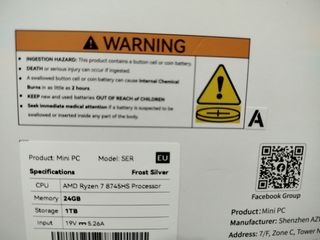 WARNING
• INGESTION HAZARD: This product contains a button cell or coin battery.
• DEATH or serious injury can occur if ingested.
• A swallowed button cell or coin battery can cause Internal Chemical
Burns in as little as 2 hours
• KEEP new and used batteries OUT OF REACH of CHILDREN
• Seek immediate medical attention if a battery is suspected to be
swallowed or inserted inside any part of the body.
A
Product: Mini PC Model: SER EU
Specifications Frost Silver
CPU AMD Ryzen 7 8745HS Processor
Memory 24GB
Storage 1TB
Input 19V 5.26A
Facebook Group
Product: Mini PC
Manufacturer: Shenzhen AZ
Address: 7/F, Zone C, T